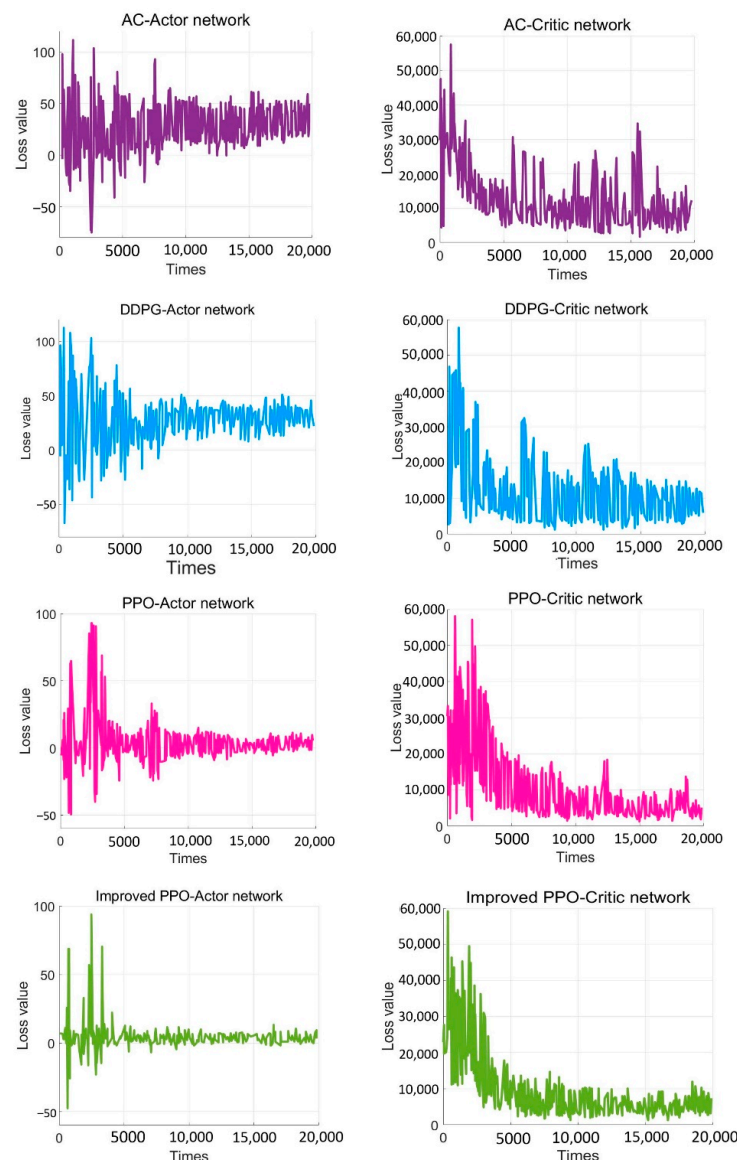 AC-Actor network
100
50
0
−50
Loss value
0 5000 10,000 15,000 20,000
Times
AC-Critic network
60,000
50,000
40,000
30,000
20,000
10,000
0
Loss value
0 5000 10,000 15,000 20,000
Times
DDPG-Actor network
100
50
0
−50
Lose value
0 5000 10,000 15,000 20,000
Times
DDPG-Critic network
60,000
50,000
40,000
30,000
20,000
10,000
0
Loss value
0 5000 10,000 15,000 20,000
Times
PPO-Actor network
100
50
0
−50
Loss value
0 5000 10,000 15,000 20,000
Times
PPO-Critic network
60,000
50,000
40,000
30,000
20,000
10,000
0
Loss value
0 5000 10,000 15,000 20,000
Times
Improved PPO-Actor network
100
50
0
−50
Loss value
0 5000 10,000 15,000 20,000
Times
Improved PPO-Critic network
60,000
50,000
40,000
30,000
20,000
10,000
0
Loss value
0 5000 10,000 15,000 20,000
Times